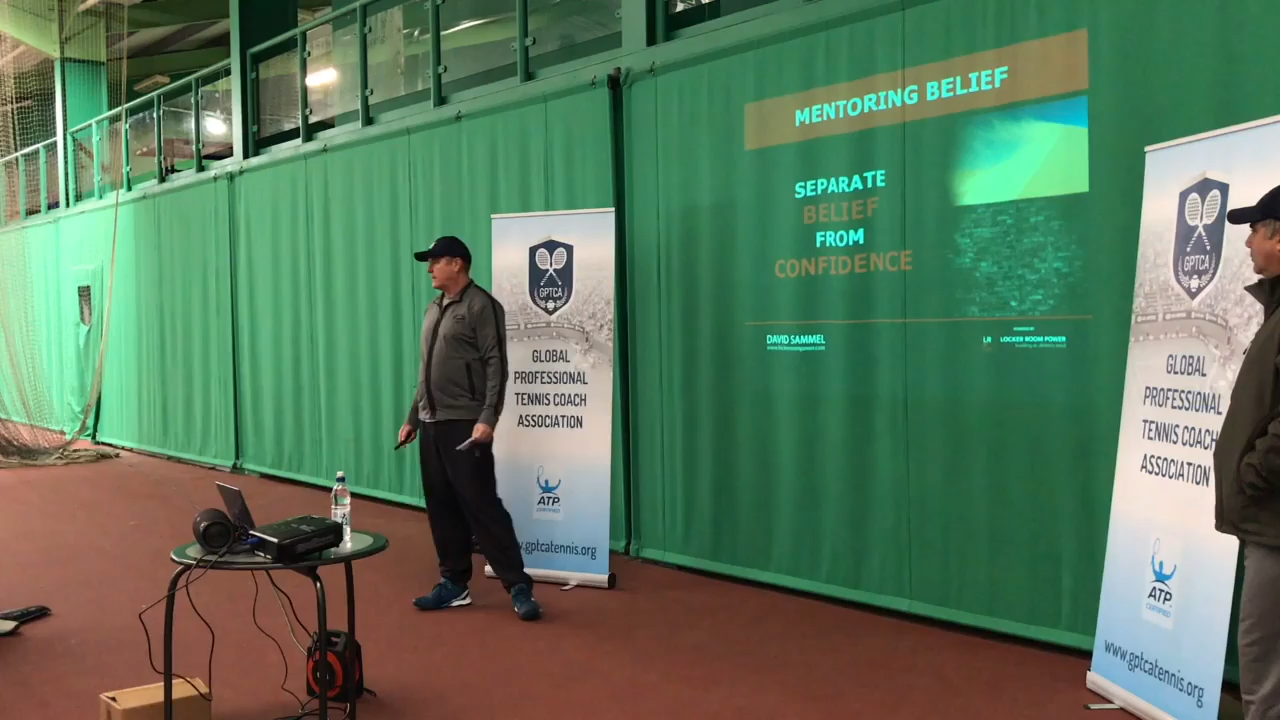 MENTORING BELIEF
SEPARATE
BELIEF
FROM
CONFIDENCE
DAVID SAMMEL
LR
LOCKER ROOM POWER
GPTCA
GLOBAL
PROFESSIONAL
TENNIS COACH
ASSOCIATION
ATP
CERTIFIED
w.gptcatennis.org
GPTCA
GLOBAL
PROFESSIONAL
TENNIS COACH
ASSOCIATION
ATP
CERTIFIED
www.gptcatennis.org